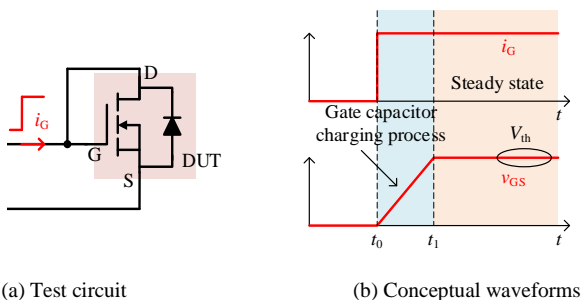 iG
D
G
S
DUT
iG
Steady state
t
Gate capacitor
charging process
Vth
vGS
t0
t1
t
(a) Test circuit
(b) Conceptual waveforms